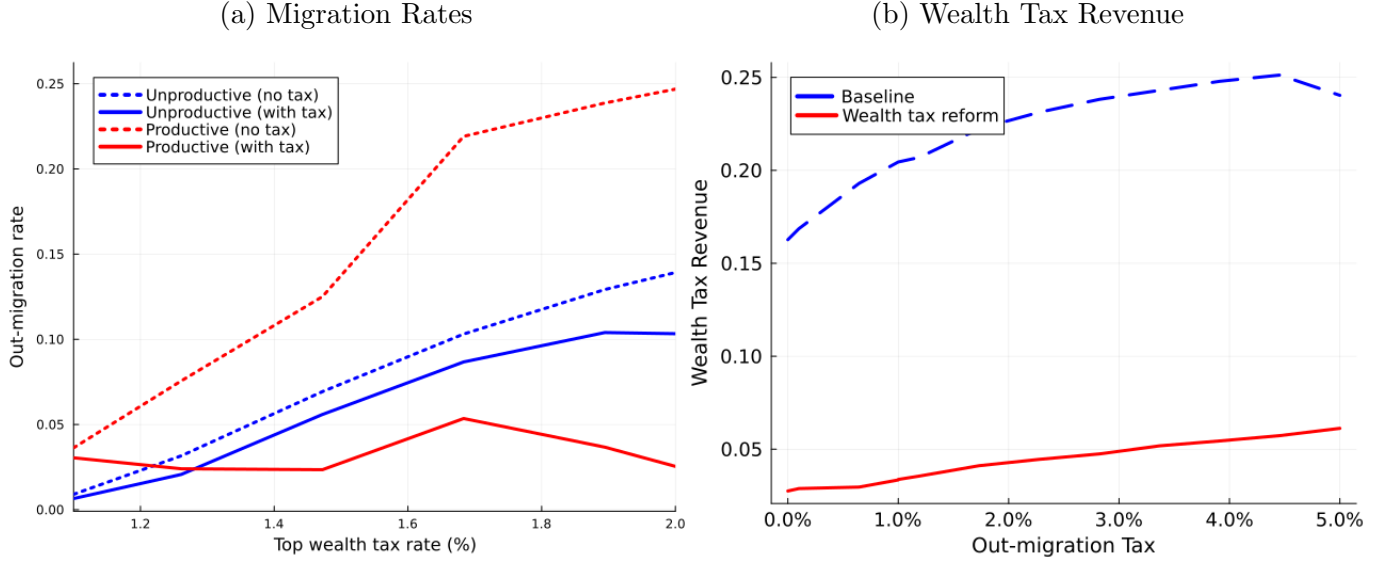 (a) Migration Rates
Out-migration rate
0.25
0.20
0.15
0.10
0.05
0.00
Unproductive (no tax)
Unproductive (with tax)
Productive (no tax)
Productive (with tax)
1.2 1.4 1.6 1.8 2.0
Top wealth tax rate (%)
(b) Wealth Tax Revenue
Wealth Tax Revenue
0.25
0.20
0.15
0.10
0.05
Baseline
Wealth tax reform
0.0% 1.0% 2.0% 3.0% 4.0% 5.0%
Out-migration Tax